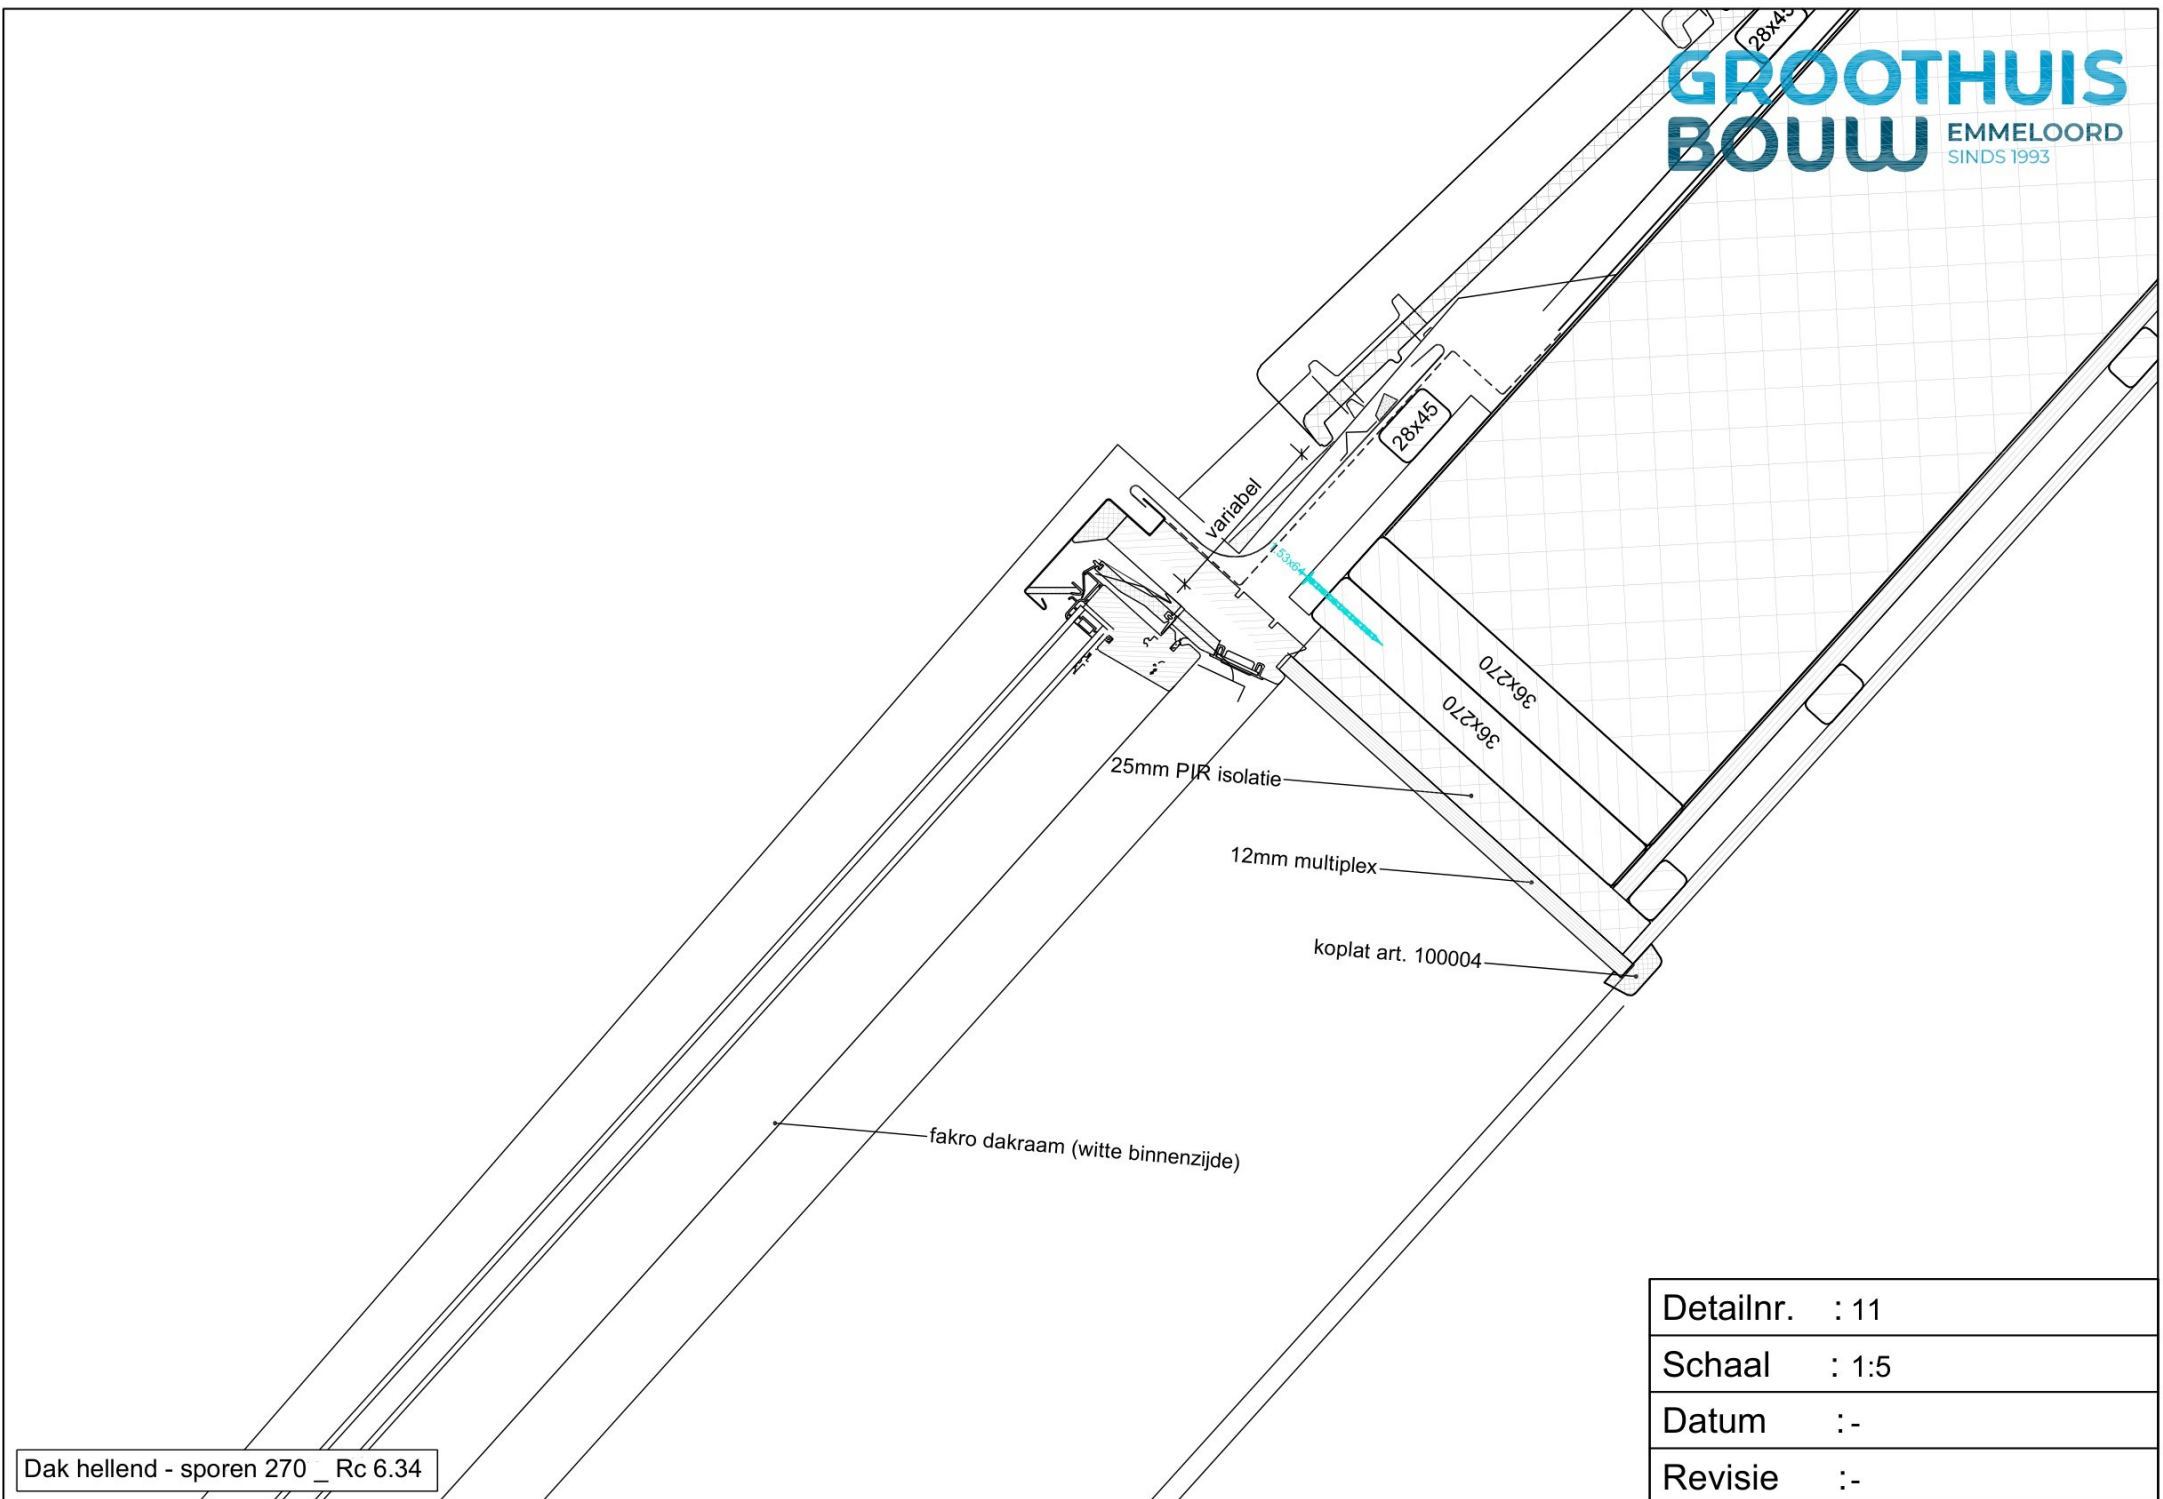 28x45
GROOTHUIS
BOUW EMMELOORD
SINDS 1993
28x45
variabel
36x270
36x270
25mm PIR isolatie
12mm multiplex
koplat art. 100004
fakro dakraam (witte binnenzijde)
Detailnr. : 11
Schaal : 1:5
Datum : -
Revisie : -
Dak hellend - sporen 270 _ Rc 6.34